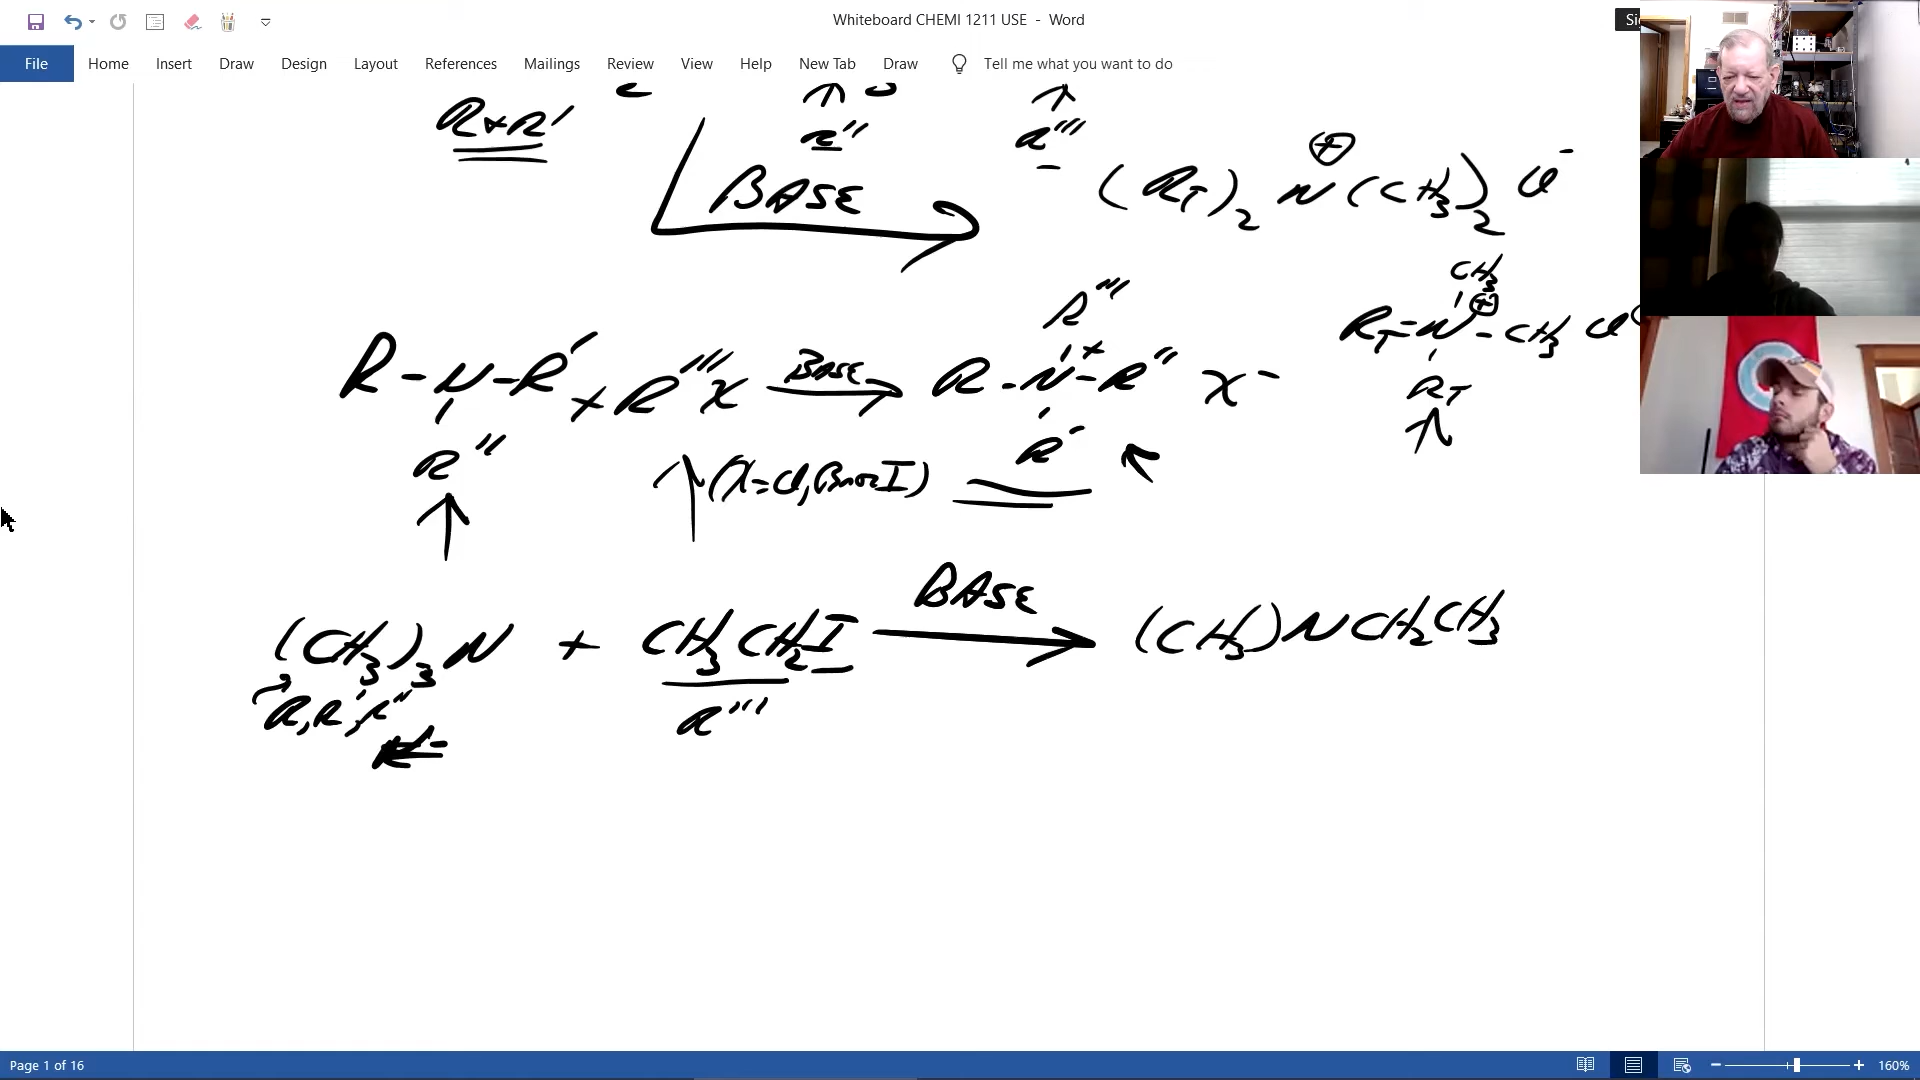 Whiteboard CHEMI 1211 USE - Word
File Home Insert Draw Design Layout References Mailings Review View Help New Tab Draw Tell me what you want to do
R + R'
R''
R'''
BASE
(RT)2 N (CH3)2 Cl-
+
CH3
RT - N - CH3 Cl
+
RT
R'''
R - N - R' + R'''X BASE R - N - R'' X-
+
R''
R'
(X = Cl, Br or I)
BASE
(CH3)3 N + CH3CH2I (CH3)NCH2CH3
R, R', R''
R'''
Page 1 of 16
160%